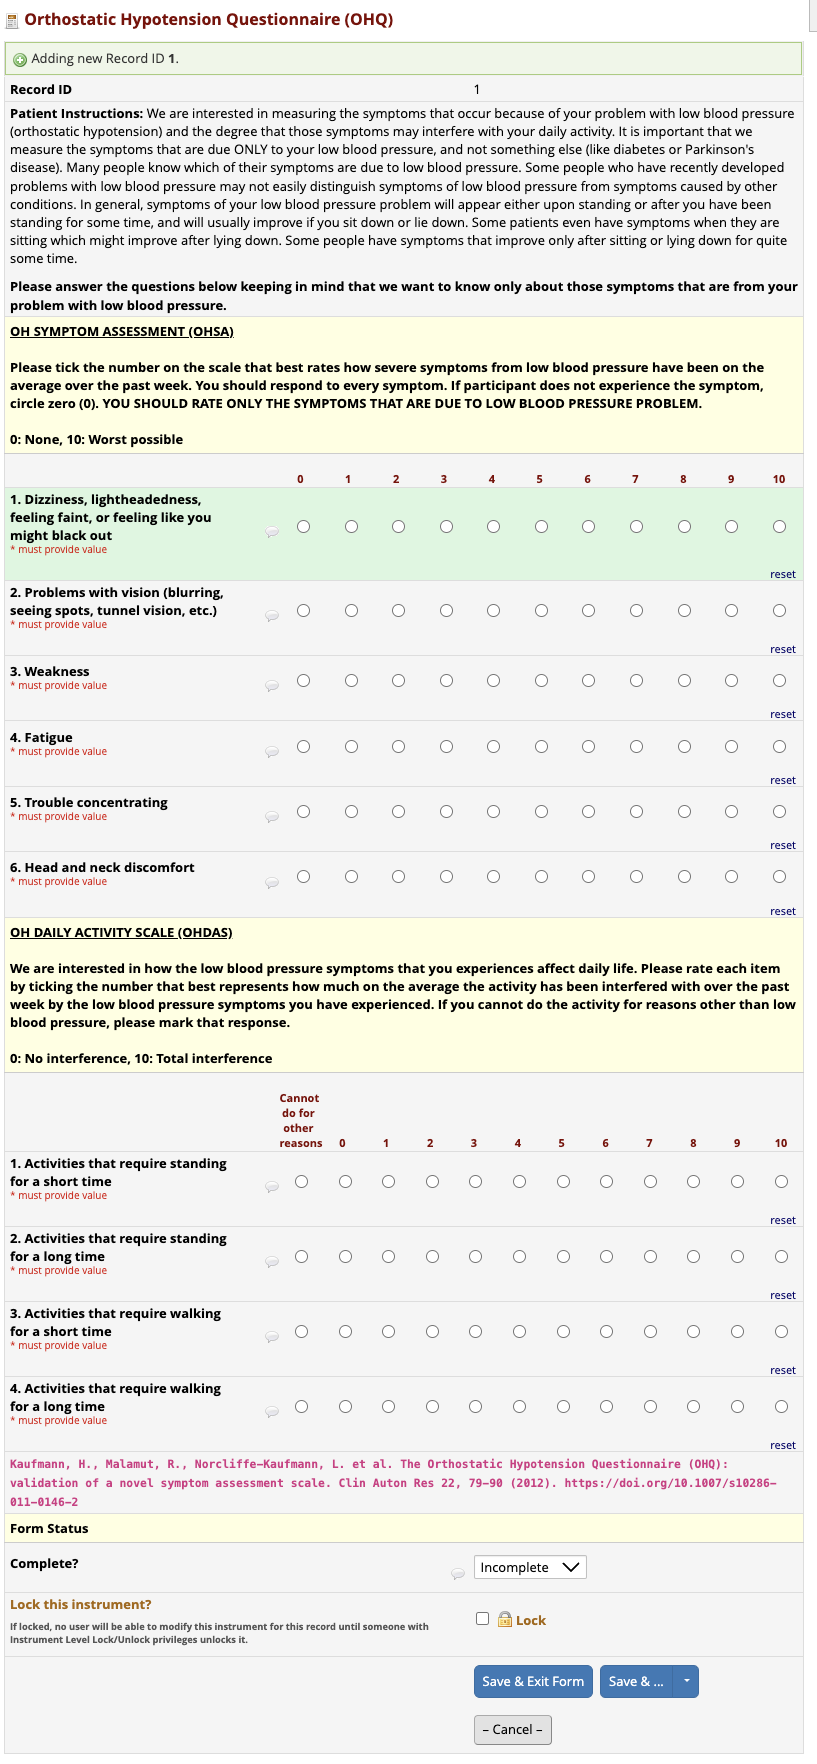 Orthostatic Hypotension Questionnaire (OHQ)
Adding new Record ID 1.
Record ID 1
Patient Instructions: We are interested in measuring the symptoms that occur because of your problem with low blood pressure
(orthostatic hypotension) and the degree that those symptoms may interfere with your daily activity. It is important that we
measure the symptoms that are due ONLY to your low blood pressure, and not something else (like diabetes or Parkinson's
disease). Many people know which of their symptoms are due to low blood pressure. Some people who have recently developed
problems with low blood pressure may not easily distinguish symptoms of low blood pressure from symptoms caused by other
conditions. In general, symptoms of your low blood pressure problem will appear either upon standing or after you have been
standing for some time, and will usually improve if you sit down or lie down. Some patients even have symptoms when they are
sitting which might improve after lying down. Some people have symptoms that improve only after sitting or lying down for quite
some time.
Please answer the questions below keeping in mind that we want to know only about those symptoms that are from your
problem with low blood pressure.
OH SYMPTOM ASSESSMENT (OHSA)
Please tick the number on the scale that best rates how severe symptoms from low blood pressure have been on the
average over the past week. You should respond to every symptom. If participant does not experience the symptom,
circle zero (0). YOU SHOULD RATE ONLY THE SYMPTOMS THAT ARE DUE TO LOW BLOOD PRESSURE PROBLEM.
0: None, 10: Worst possible
0 1 2 3 4 5 6 7 8 9 10
1. Dizziness, lightheadedness,
feeling faint, or feeling like you
might black out
* must provide value
reset
2. Problems with vision (blurring,
seeing spots, tunnel vision, etc.)
* must provide value
reset
3. Weakness
* must provide value
reset
4. Fatigue
* must provide value
reset
5. Trouble concentrating
* must provide value
reset
6. Head and neck discomfort
* must provide value
reset
OH DAILY ACTIVITY SCALE (OHDAS)
We are interested in how the low blood pressure symptoms that you experiences affect daily life. Please rate each item
by ticking the number that best represents how much on the average the activity has been interfered with over the past
week by the low blood pressure symptoms you have experienced. If you cannot do the activity for reasons other than low
blood pressure, please mark that response.
0: No interference, 10: Total interference
Cannot
do for
other
reasons 0 1 2 3 4 5 6 7 8 9 10
1. Activities that require standing
for a short time
* must provide value
reset
2. Activities that require standing
for a long time
* must provide value
reset
3. Activities that require walking
for a short time
* must provide value
reset
4. Activities that require walking
for a long time
* must provide value
reset
Kaufmann, H., Malamut, R., Norcliffe–Kaufmann, L. et al. The Orthostatic Hypotension Questionnaire (OHQ):
validation of a novel symptom assessment scale. Clin Auton Res 22, 79–90 (2012). https://doi.org/10.1007/s10286–
011–0146–2
Form Status
Complete?
Incomplete
Lock this instrument?
If locked, no user will be able to modify this instrument for this record until someone with
Instrument Level Lock/Unlock privileges unlocks it.
Lock
Save & Exit Form Save & ...
– Cancel –